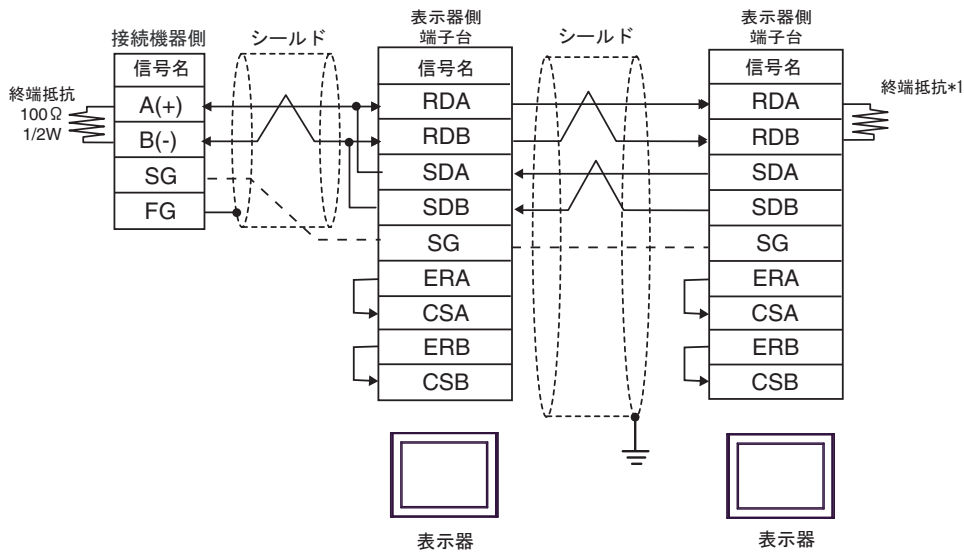 接続機器側
シールド
表示器側
端子台
シールド
表示器側
端子台
終端抵抗
100Ω
1/2W
信号名
A(+)
B(-)
SG
FG
信号名
RDA
RDB
SDA
SDB
SG
ERA
CSA
ERB
CSB
信号名
RDA
RDB
SDA
SDB
SG
ERA
CSA
ERB
CSB
終端抵抗*1
表示器
表示器